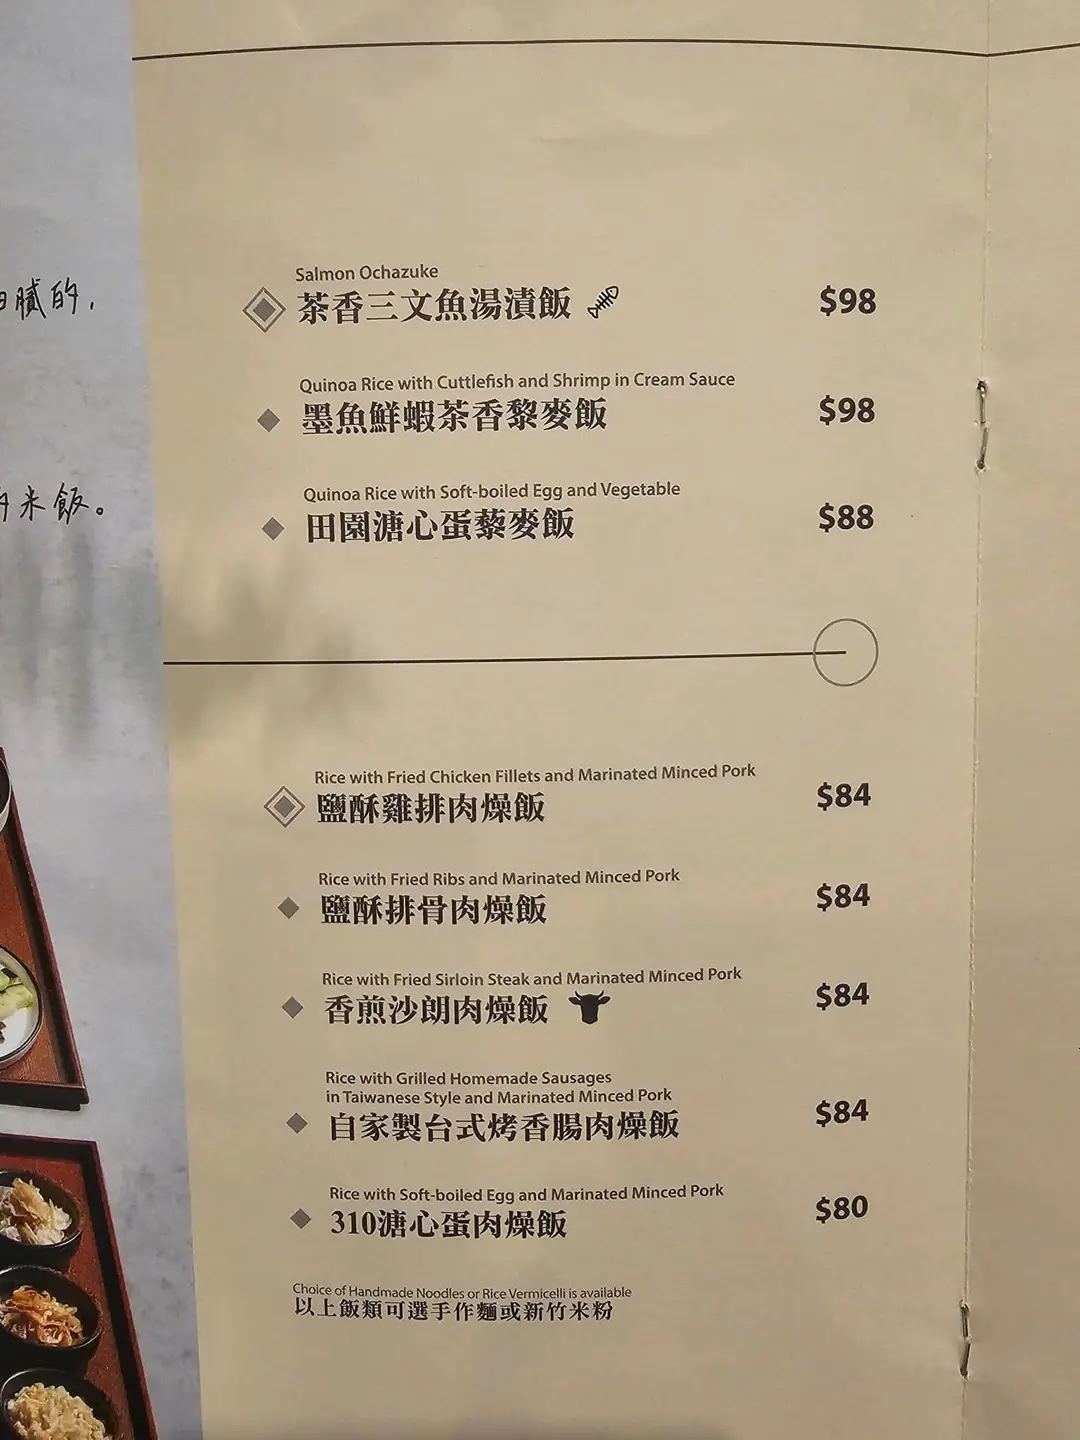 膩的,
米飯。
Salmon Ochazuke
茶香三文魚湯漬飯 $98
Quinoa Rice with Cuttlefish and Shrimp in Cream Sauce
墨魚鮮蝦茶香黎麥飯 $98
Quinoa Rice with Soft-boiled Egg and Vegetable
田園溏心蛋藜麥飯 $88
Rice with Fried Chicken Fillets and Marinated Minced Pork
鹽酥雞排肉燥飯 $84
Rice with Fried Ribs and Marinated Minced Pork
鹽酥排骨肉燥飯 $84
Rice with Fried Sirloin Steak and Marinated Minced Pork
香煎沙朗肉燥飯 $84
Rice with Grilled Homemade Sausages
in Taiwanese Style and Marinated Minced Pork
自家製台式烤香腸肉燥飯 $84
Rice with Soft-boiled Egg and Marinated Minced Pork
310溏心蛋肉燥飯 $80
Choice of Handmade Noodles or Rice Vermicelli is available
以上飯類可選手作麵或新竹米粉